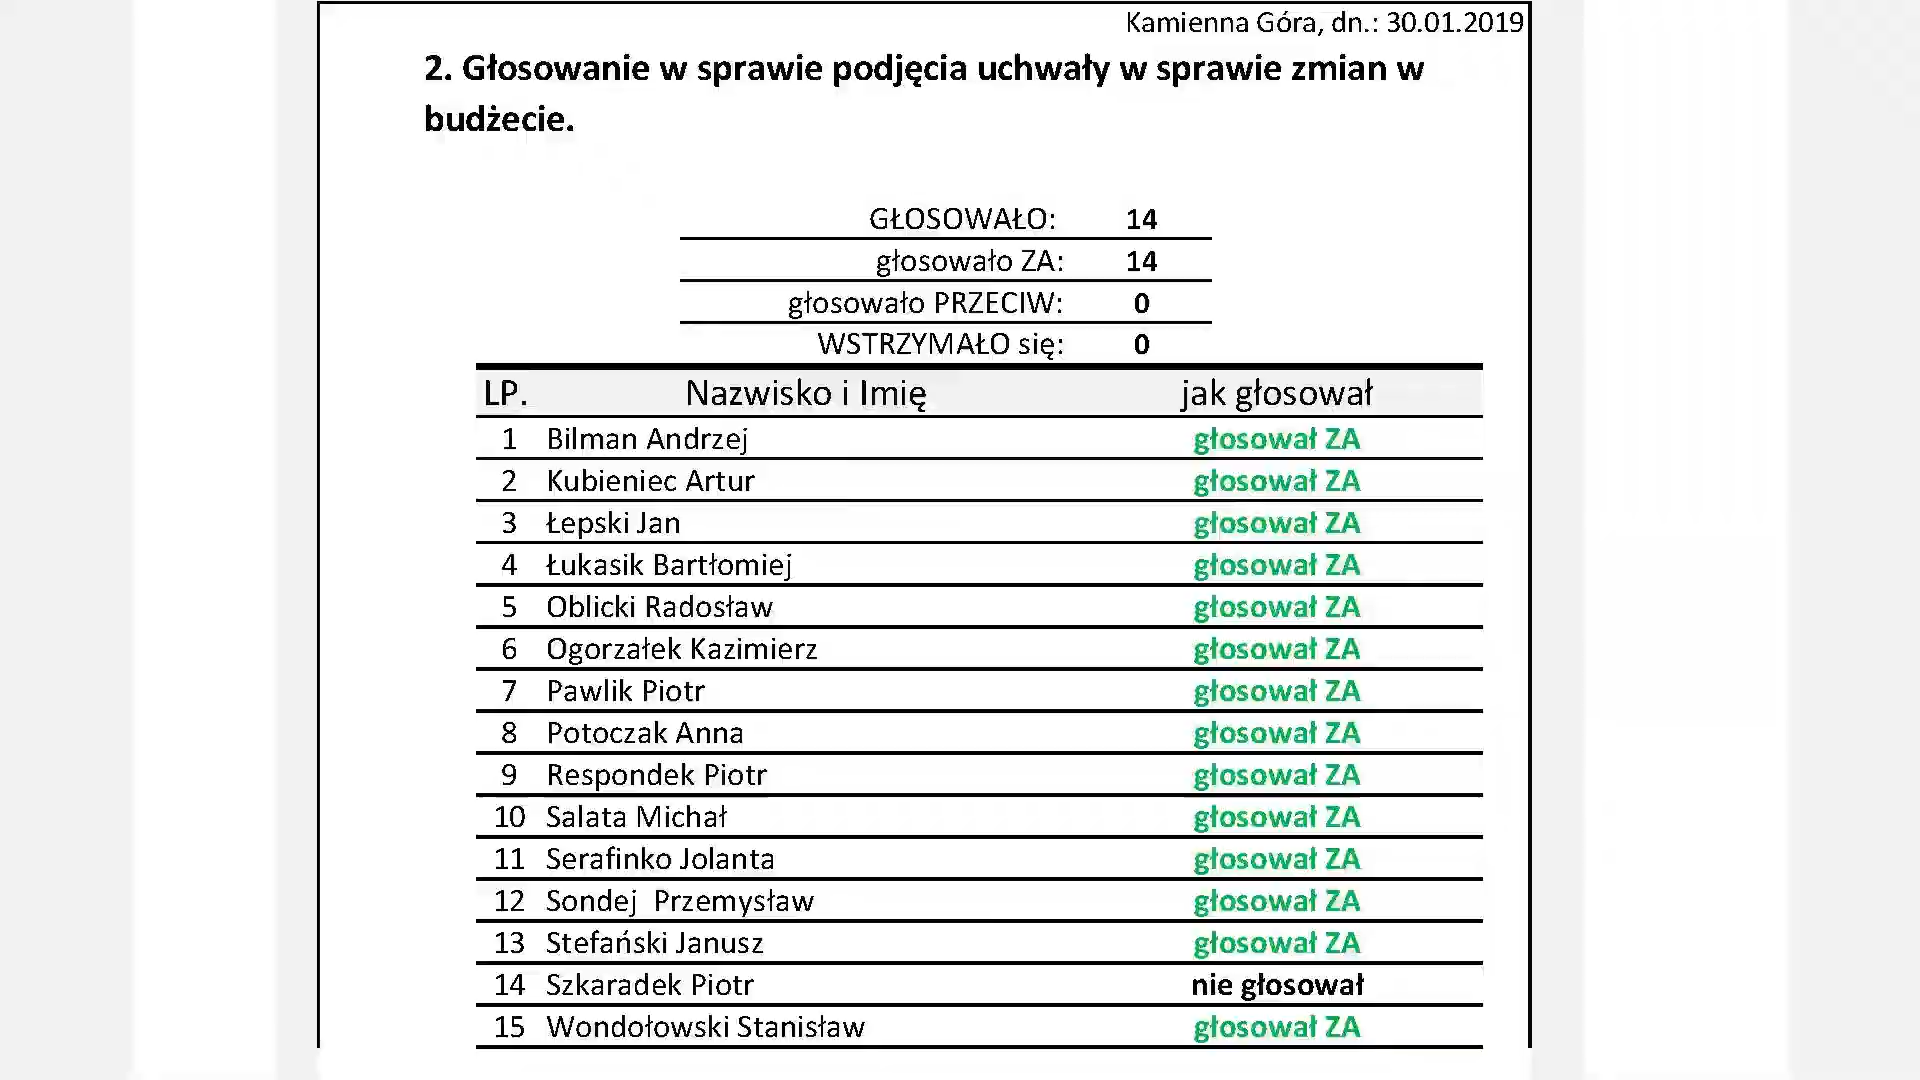 Kamienna Góra, dn.: 30.01.2019
2. Głosowanie w sprawie podjęcia uchwały w sprawie zmian w
budżecie.
GŁOSOWAŁO: 14
głosowało ZA: 14
głosowało PRZECIW: 0
WSTRZYMAŁO się: 0
LP. Nazwisko i Imię jak głosował
1 Bilman Andrzej głosował ZA
2 Kubieniec Artur głosował ZA
3 Łepski Jan głosował ZA
4 Łukasik Bartłomiej głosował ZA
5 Oblicki Radosław głosował ZA
6 Ogorzałek Kazimierz głosował ZA
7 Pawlik Piotr głosował ZA
8 Potoczak Anna głosował ZA
9 Respondek Piotr głosował ZA
10 Salata Michał głosował ZA
11 Serafinko Jolanta głosował ZA
12 Sondej Przemysław głosował ZA
13 Stefański Janusz głosował ZA
14 Szkaradek Piotr nie głosował
15 Wondołowski Stanisław głosował ZA